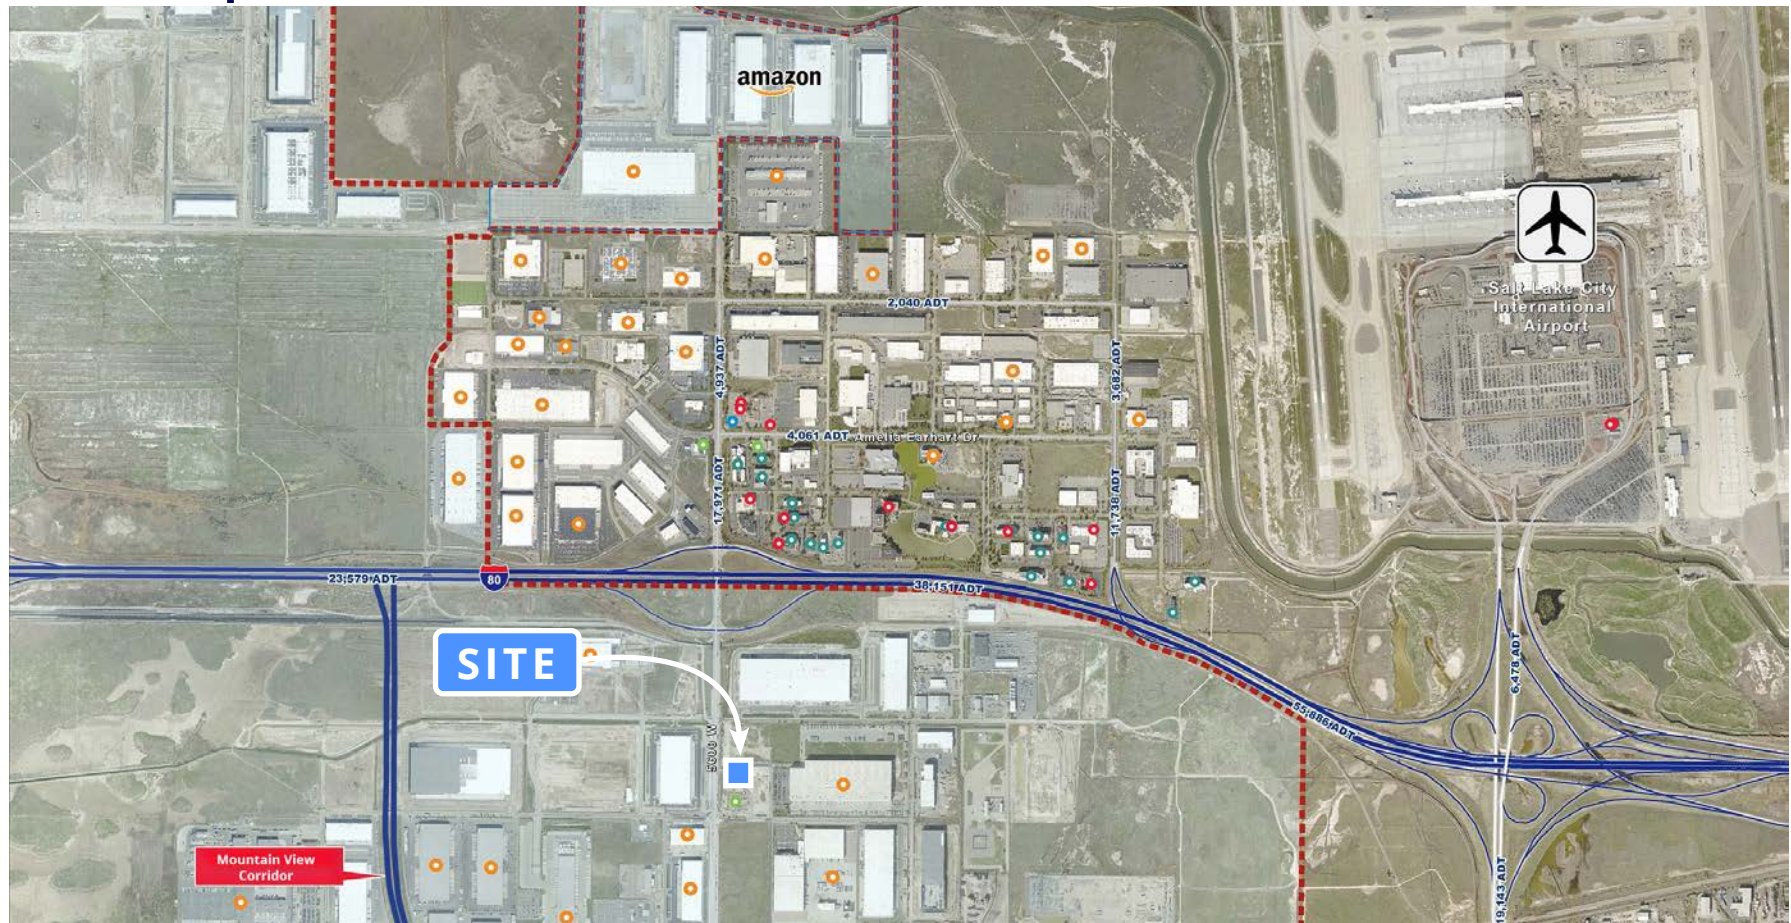 amazon
Salt Lake City
International
Airport
2,040 ADT
4,937 ADT
3,682 ADT
4,061 ADT
Amelia Earhart Dr
17,971 ADT
11,738 ADT
23,579 ADT
80
38,151 ADT
SITE
6,478 ADT
55,886 ADT
5600 W
Mountain View
Corridor
19,143 ADT